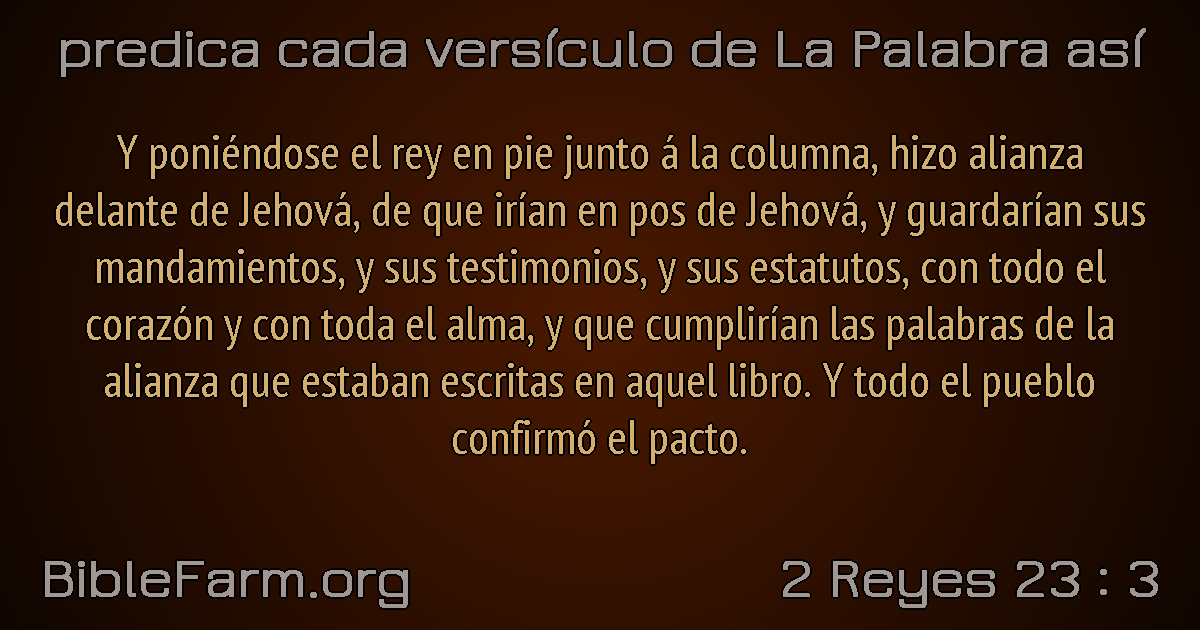 predica cada versículo de La Palabra así
Y poniéndose el rey en pie junto á la columna, hizo alianza
delante de Jehová, de que irían en pos de Jehová, y guardarían sus
mandamientos, y sus testimonios, y sus estatutos, con todo el
corazón y con toda el alma, y que cumplirían las palabras de la
alianza que estaban escritas en aquel libro. Y todo el pueblo
confirmó el pacto.
BibleFarm.org
2 Reyes 23 : 3